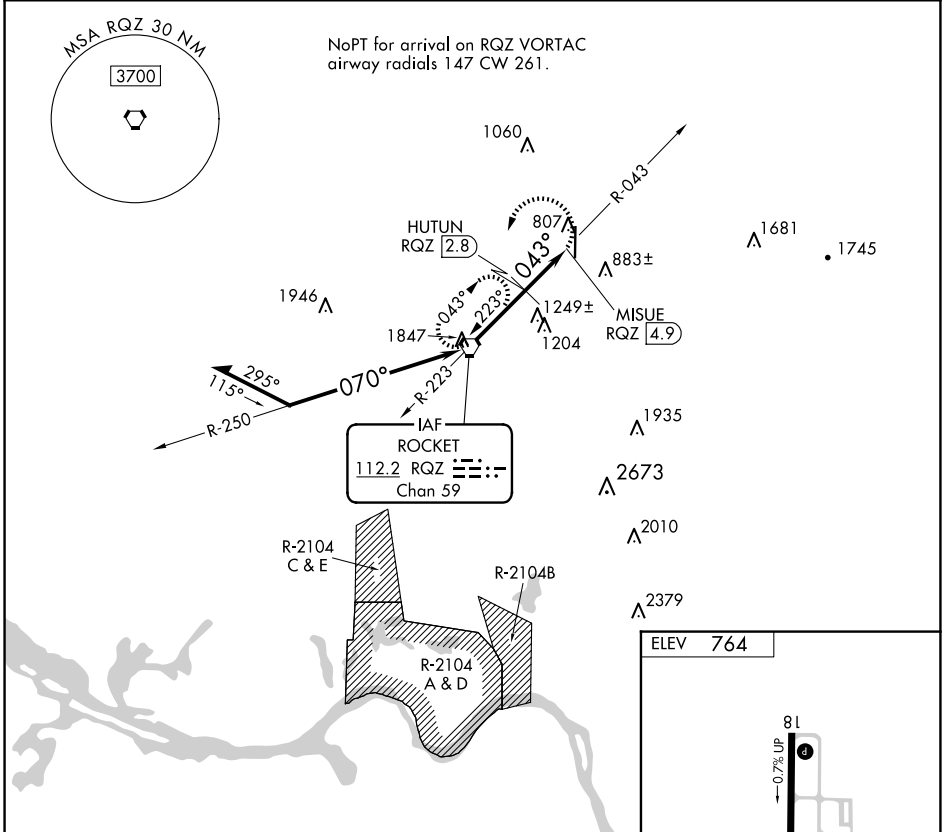 MSA RQZ 30 NM
3700
NoPT for arrival on RQZ VORTAC
airway radials 147 CW 261.
1060
R-043
HUTUN
RQZ 2.8
807
043°
1681
1745
883±
1946
043°
223°
1249±
MISUE
RQZ 4.9
1847
1204
295°
115°
070°
R-223
R-250
IAF
ROCKET
112.2 RQZ
Chan 59
1935
2673
2010
R-2104
C & E
R-2104B
2379
R-2104
A & D
ELEV 764
18
0.7% UP
P